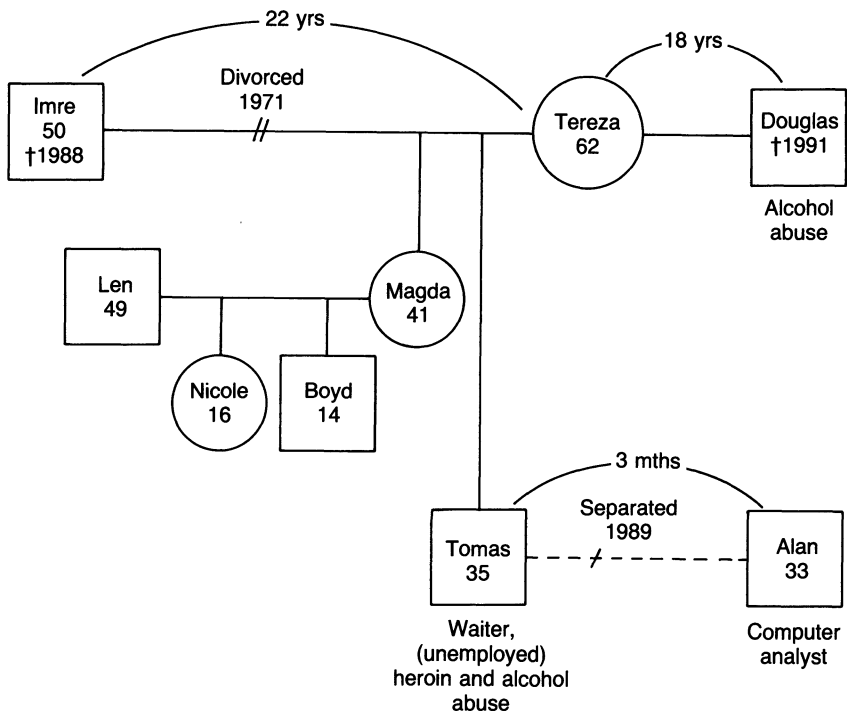 22 yrs
18 yrs
Divorced
1971
Imre
50
†1988
Tereza
62
Douglas
†1991
Alcohol
abuse
Len
49
Magda
41
Nicole
16
Boyd
14
3 mths
Separated
1989
Tomas
35
Alan
33
Waiter,
(unemployed)
heroin and alcohol
abuse
Computer
analyst